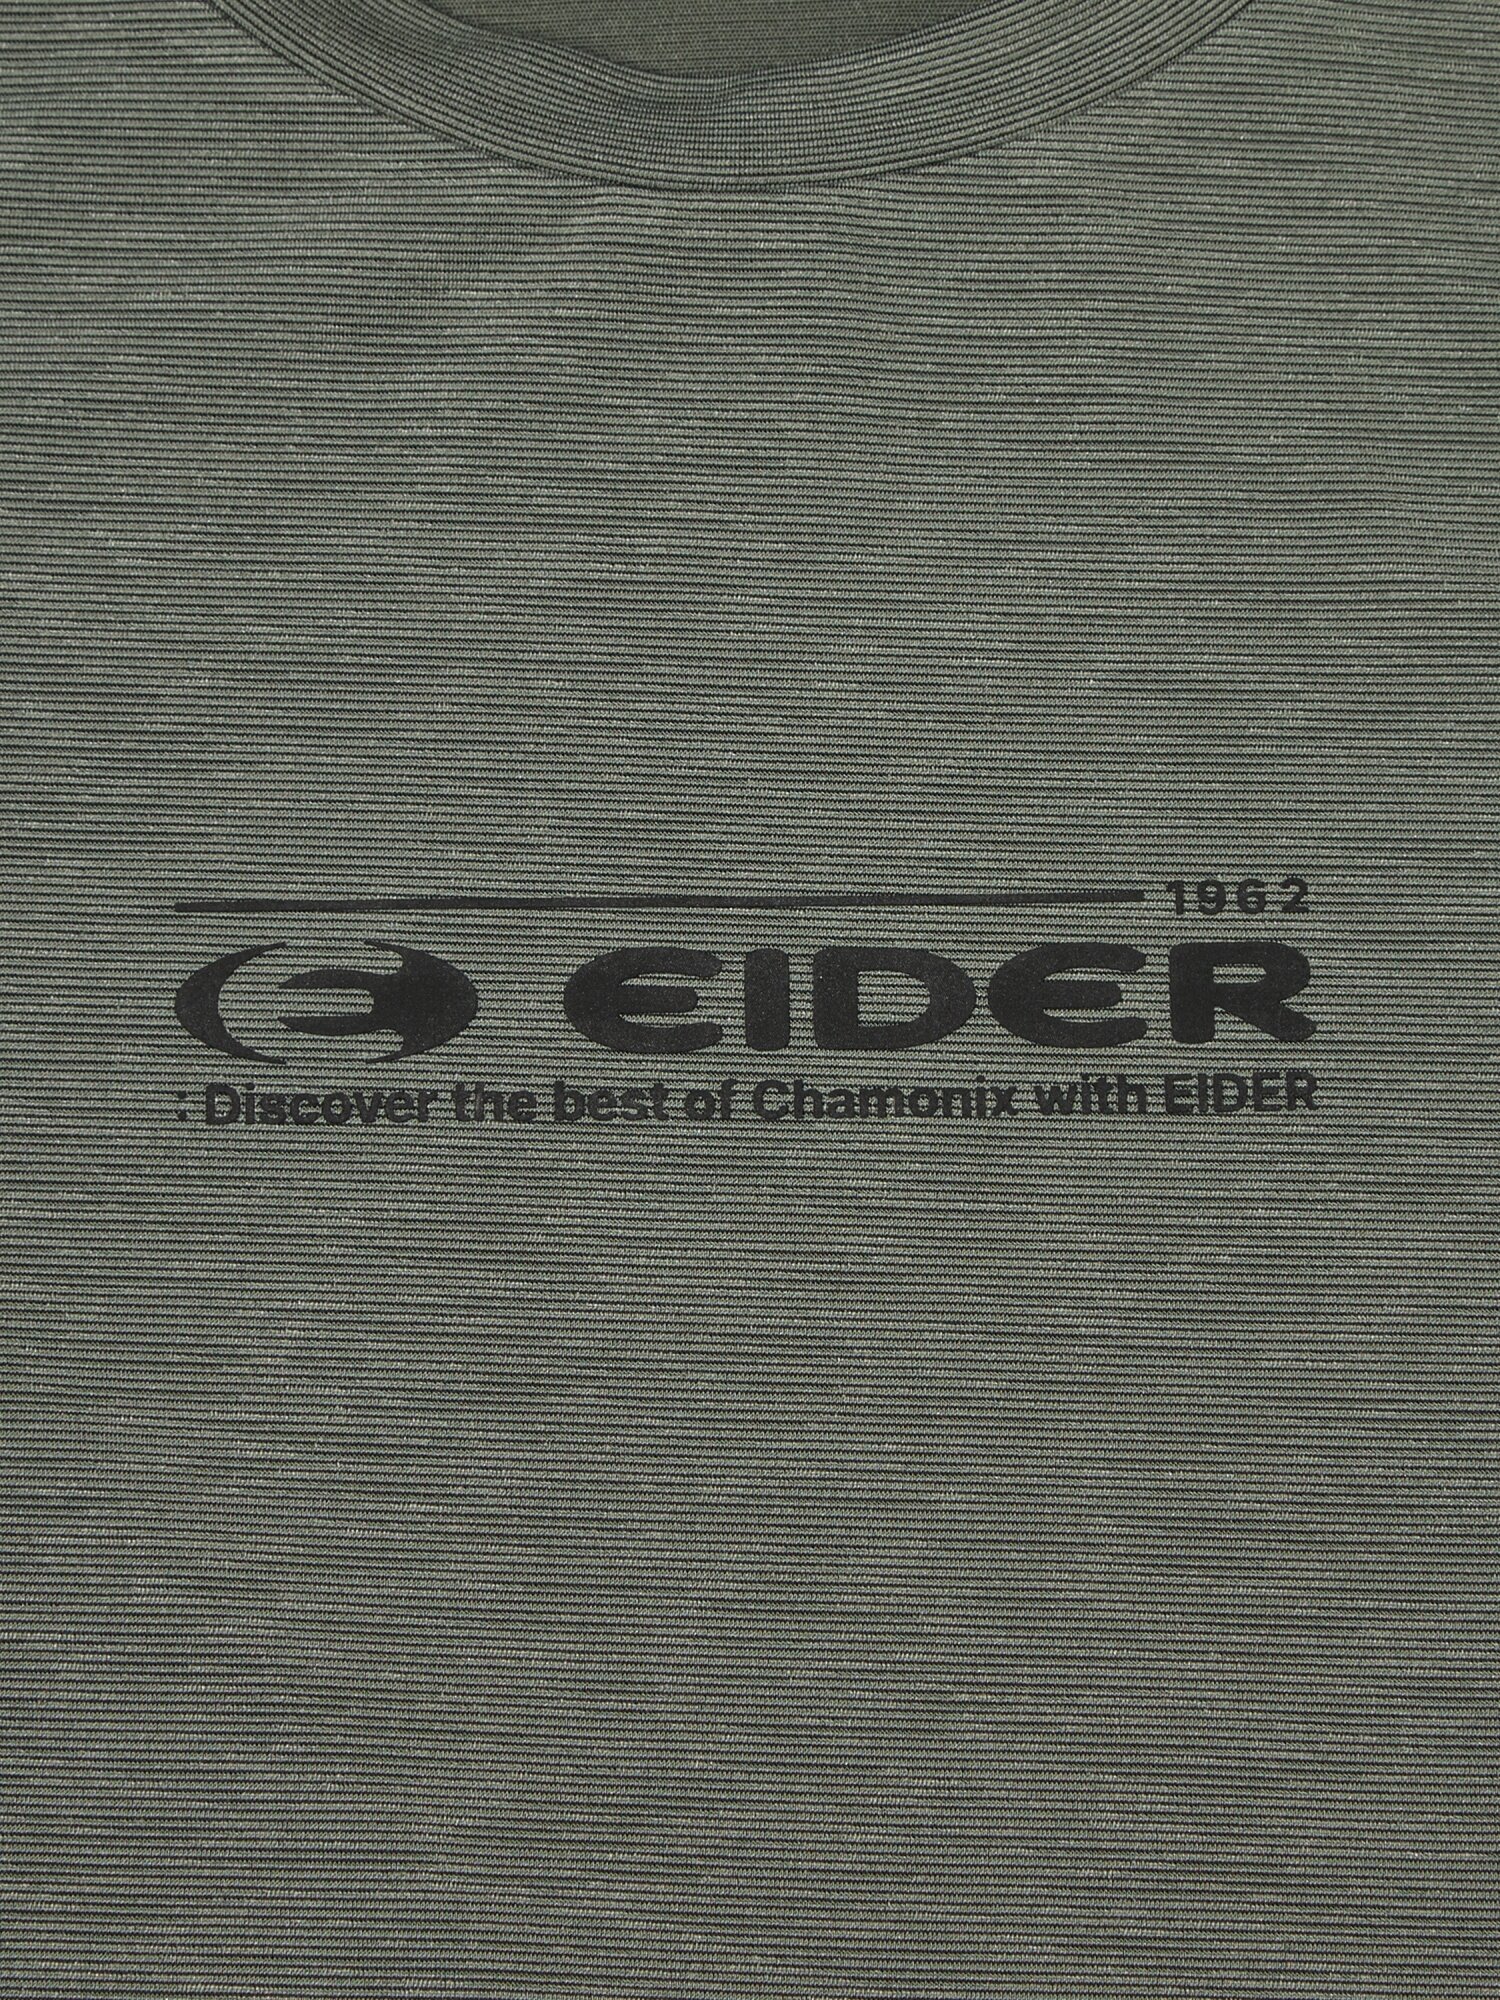 1962
EIDER
: Discover the best of Chamonix with EIDER